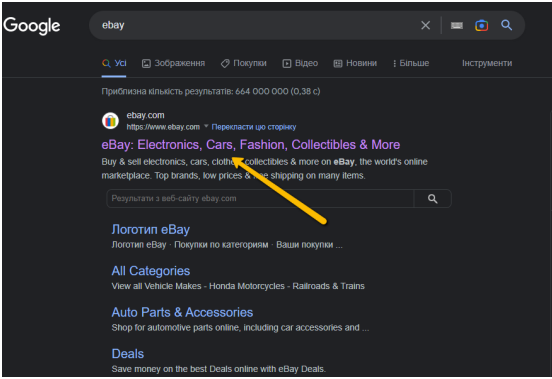 Google
ebay
Усі Зображення Покупки Відео Новини Більше Інструменти
Приблизна кількість результатів: 664 000 000 (0,38 с)
ebay.com
https://www.ebay.com Перекласти цю сторінку
eBay: Electronics, Cars, Fashion, Collectibles & More
Buy & sell electronics, cars, collectibles & more on eBay, the world's online
marketplace. Top brands, low prices & shipping on many items.
Результати з веб-сайту ebay.com
Логотип eBay
Логотип eBay · Покупки по категориям · Ваши покупки ...
All Categories
View all Vehicle Makes - Honda Motorcycles - Railroads & Trains
Auto Parts & Accessories
Shop for automotive parts online, including car accessories and ...
Deals
Save money on the best Deals online with eBay Deals.